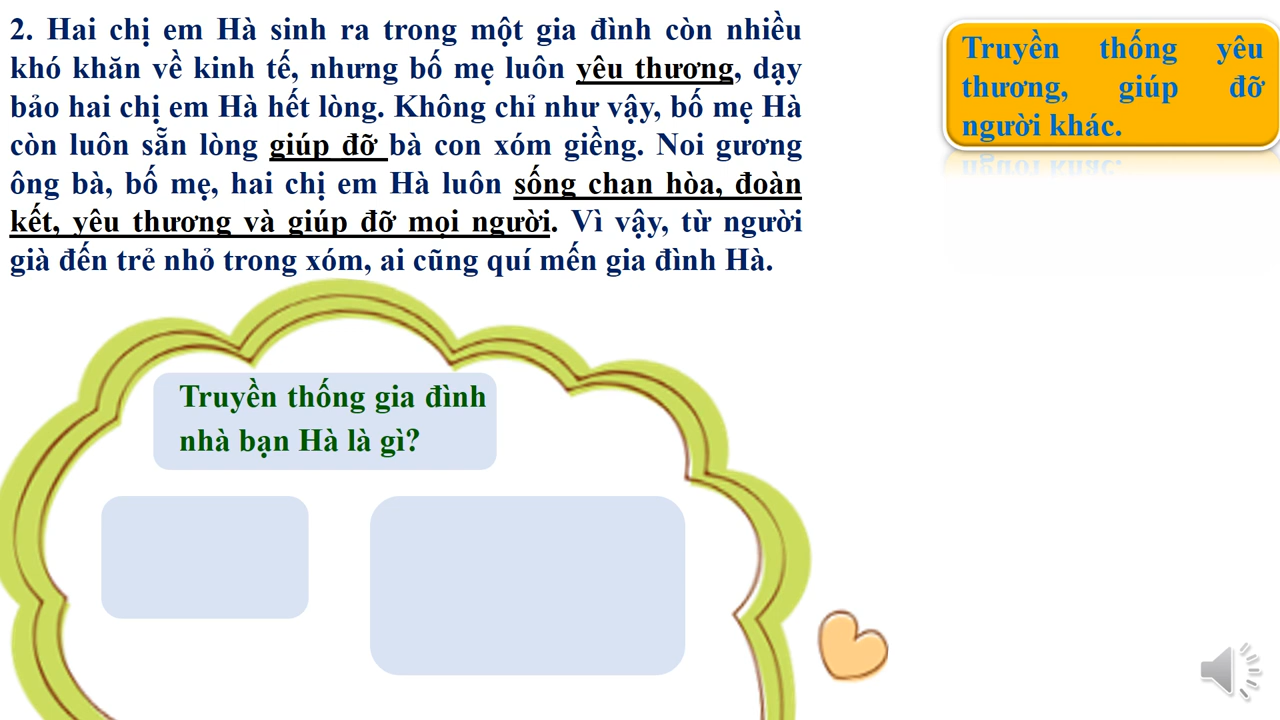 2. Hai chị em Hà sinh ra trong một gia đình còn nhiều
khó khăn về kinh tế, nhưng bố mẹ luôn yêu thương, dạy
bảo hai chị em Hà hết lòng. Không chỉ như vậy, bố mẹ Hà
còn luôn sẵn lòng giúp đỡ bà con xóm giềng. Noi gương
ông bà, bố mẹ, hai chị em Hà luôn sống chan hòa, đoàn
kết, yêu thương và giúp đỡ mọi người. Vì vậy, từ người
già đến trẻ nhỏ trong xóm, ai cũng quí mến gia đình Hà.
Truyền thống yêu
thương, giúp đỡ
người khác.
Truyền thống gia đình
nhà bạn Hà là gì?